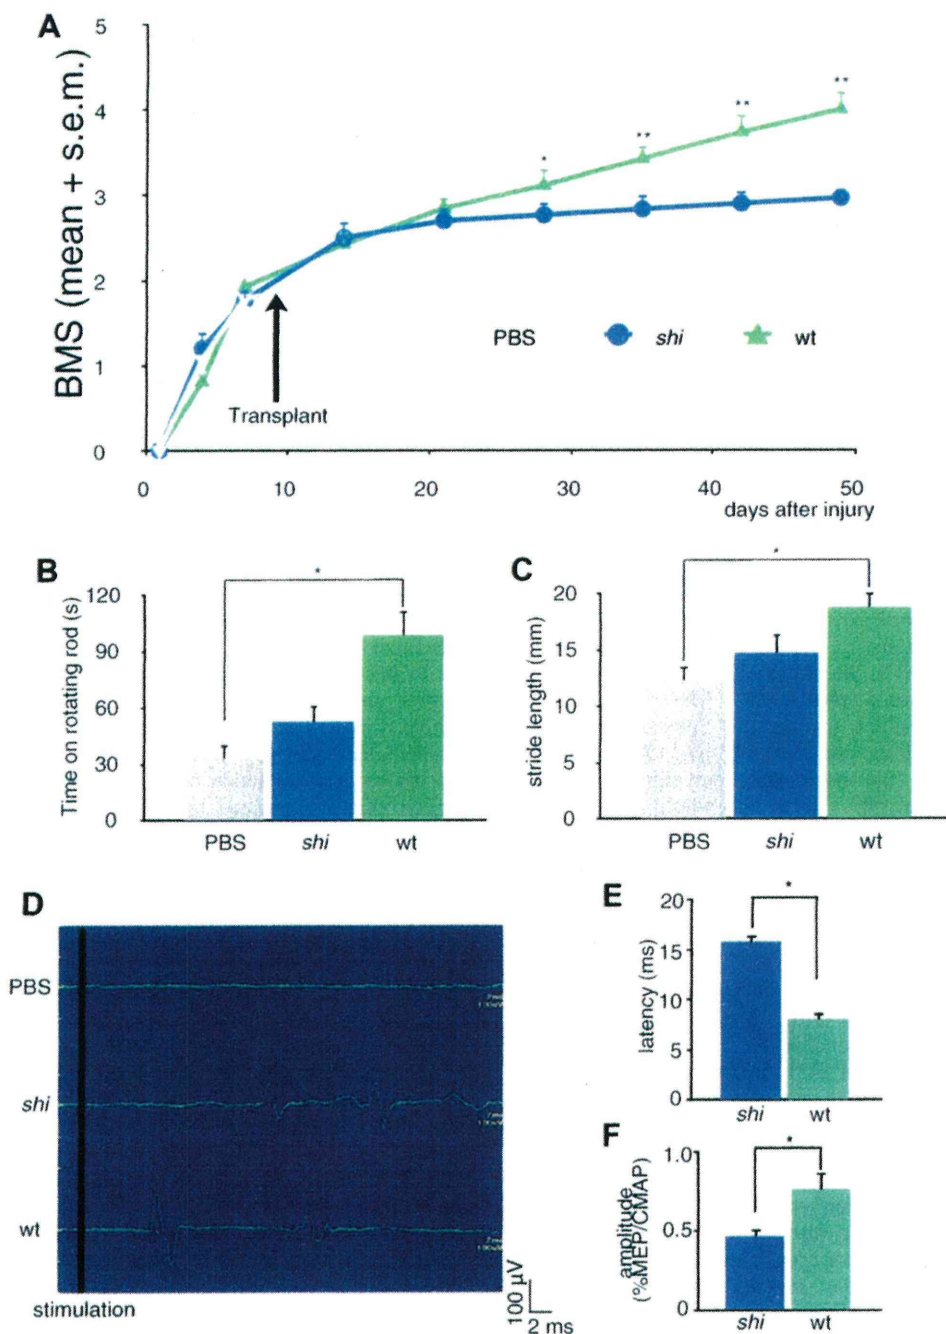 A
BMS (mean + s.e.m.)
5
4
3
2
1
0
* ** ** **
Transplant
PBS shi wt
0 10 20 30 40 50
days after injury
B
Time on rotating rod (s)
120
90
60
30
0
*
PBS shi wt
C
stride length (mm)
20
15
10
5
0
*
PBS shi wt
D
PBS
shi
wt
stimulation
100 µV
2 ms
E
latency (ms)
20
15
10
5
0
*
shi wt
F
amplitude
(%MEP/CMAP)
1.0
0.5
0
*
shi wt